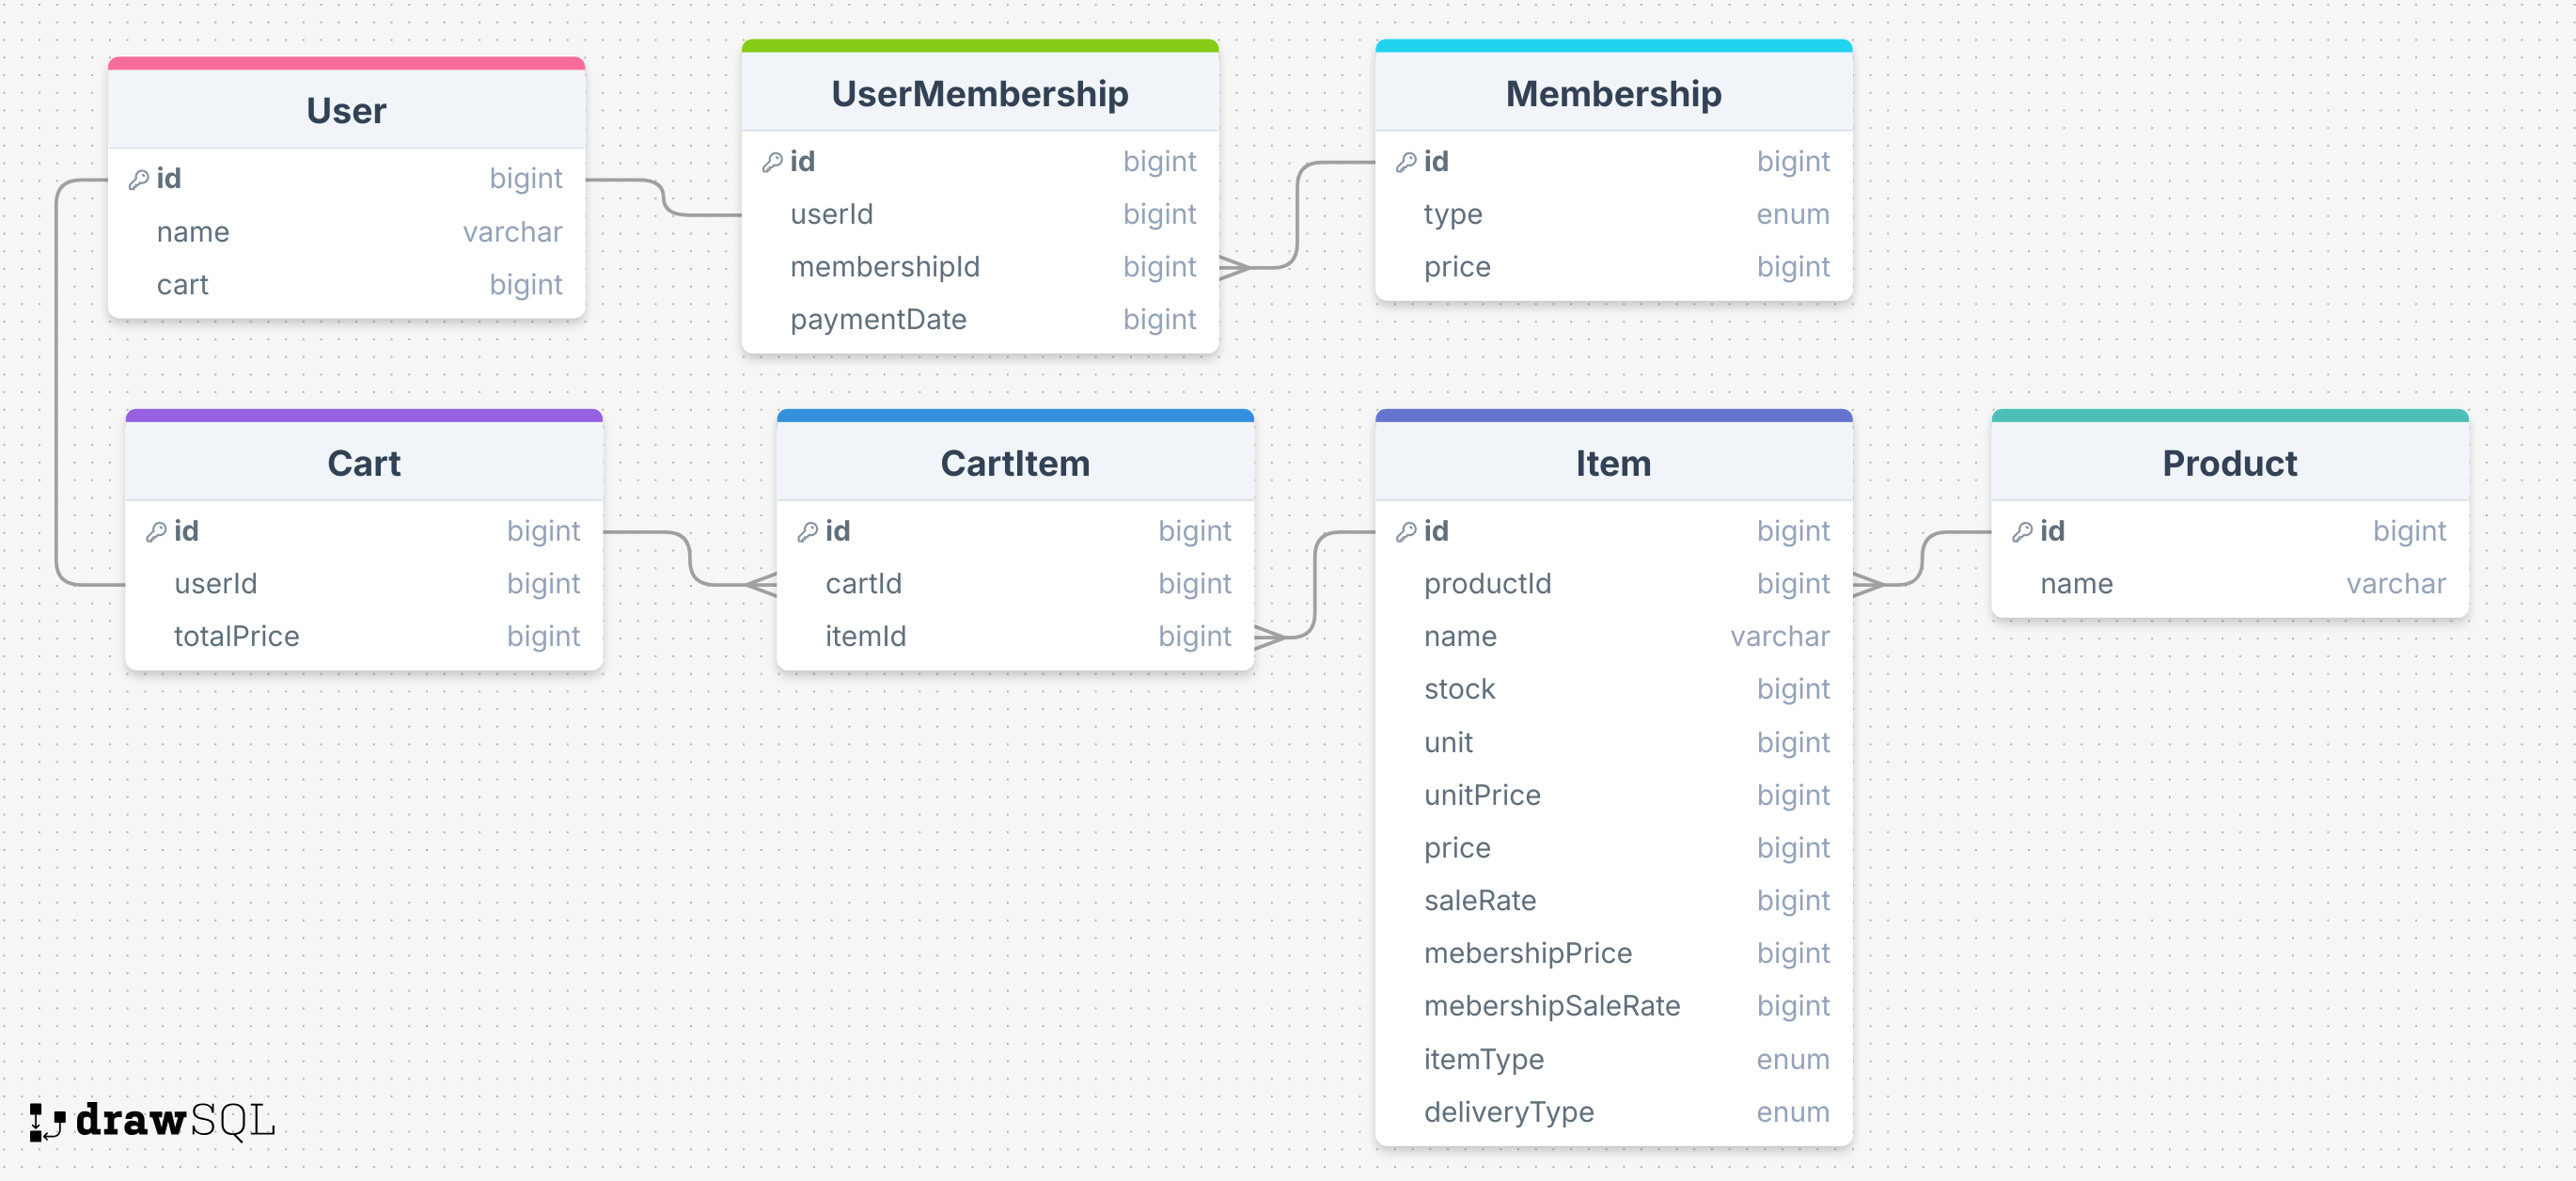 User
id bigint
name varchar
cart bigint
UserMembership
id bigint
userId bigint
membershipId bigint
paymentDate bigint
Membership
id bigint
type enum
price bigint
Cart
id bigint
userId bigint
totalPrice bigint
CartItem
id bigint
cartId bigint
itemId bigint
Item
id bigint
productId bigint
name varchar
stock bigint
unit bigint
unitPrice bigint
price bigint
saleRate bigint
mebershipPrice bigint
mebershipSaleRate bigint
itemType enum
deliveryType enum
Product
id bigint
name varchar
drawSQL